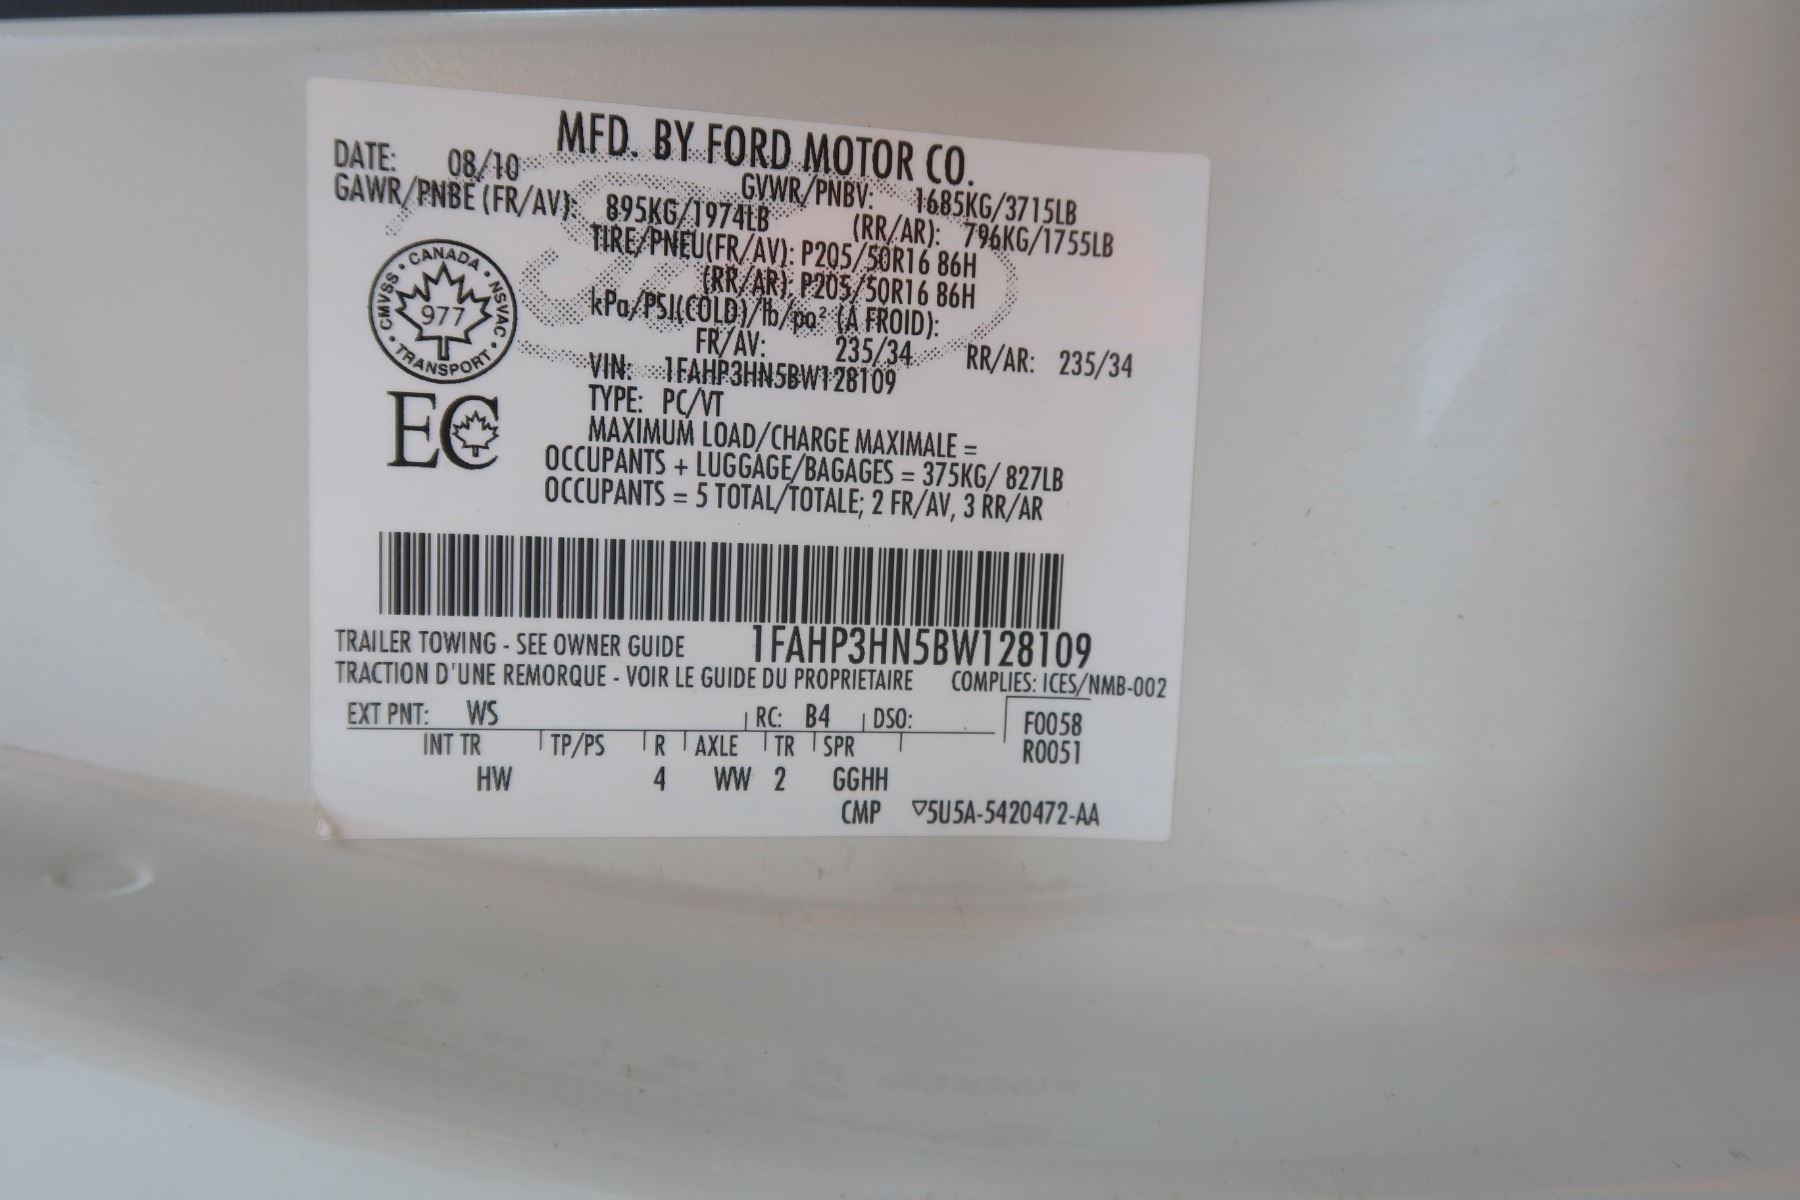 MFD. BY FORD MOTOR CO.
DATE: 08/10 GVWR/PNBV: 1685KG/3715LB
GAWR/PNBE (FR/AV): 895KG/1974LB (RR/AR): 796KG/1755LB
TIRE/PNEU(FR/AV): P205/50R16 86H
(RR/AR): P205/50R16 86H
kPa/PSI(COLD)/lb/po² (À FROID):
FR/AV: 235/34 RR/AR: 235/34
VIN: 1FAHP3HN5BW128109
TYPE: PC/VT
MAXIMUM LOAD/CHARGE MAXIMALE =
OCCUPANTS + LUGGAGE/BAGAGES = 375KG/ 827LB
OCCUPANTS = 5 TOTAL/TOTALE; 2 FR/AV, 3 RR/AR
CANADA
CMVSS 977 NSVAC
TRANSPORT
EC
1FAHP3HN5BW128109
TRAILER TOWING - SEE OWNER GUIDE
TRACTION D'UNE REMORQUE - VOIR LE GUIDE DU PROPRIETAIRE COMPLIES: ICES/NMB-002
EXT PNT: WS RC: B4 DSO: F0058
INT TR TP/PS R AXLE TR SPR R0051
HW 4 WW 2 GGHH
CMP ▽5U5A-5420472-AA